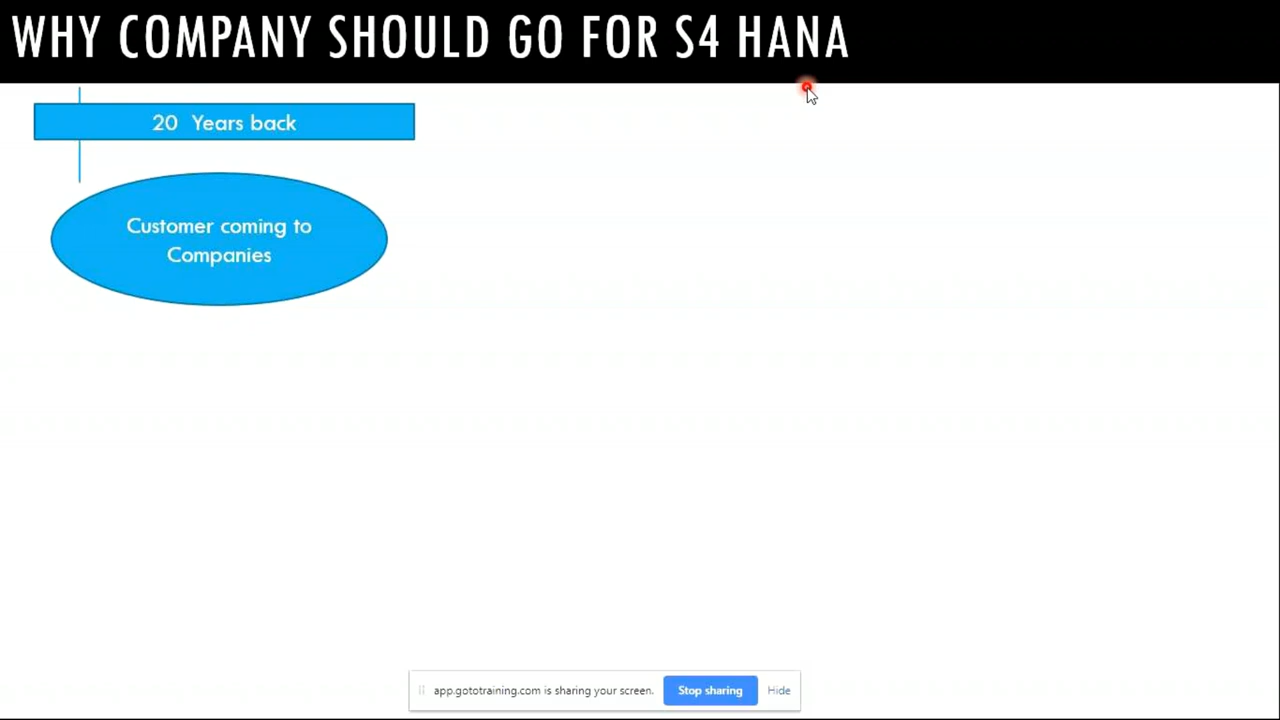 WHY COMPANY SHOULD GO FOR S4 HANA
20 Years back
Customer coming to
Companies
app.gototraining.com is sharing your screen.
Stop sharing
Hide